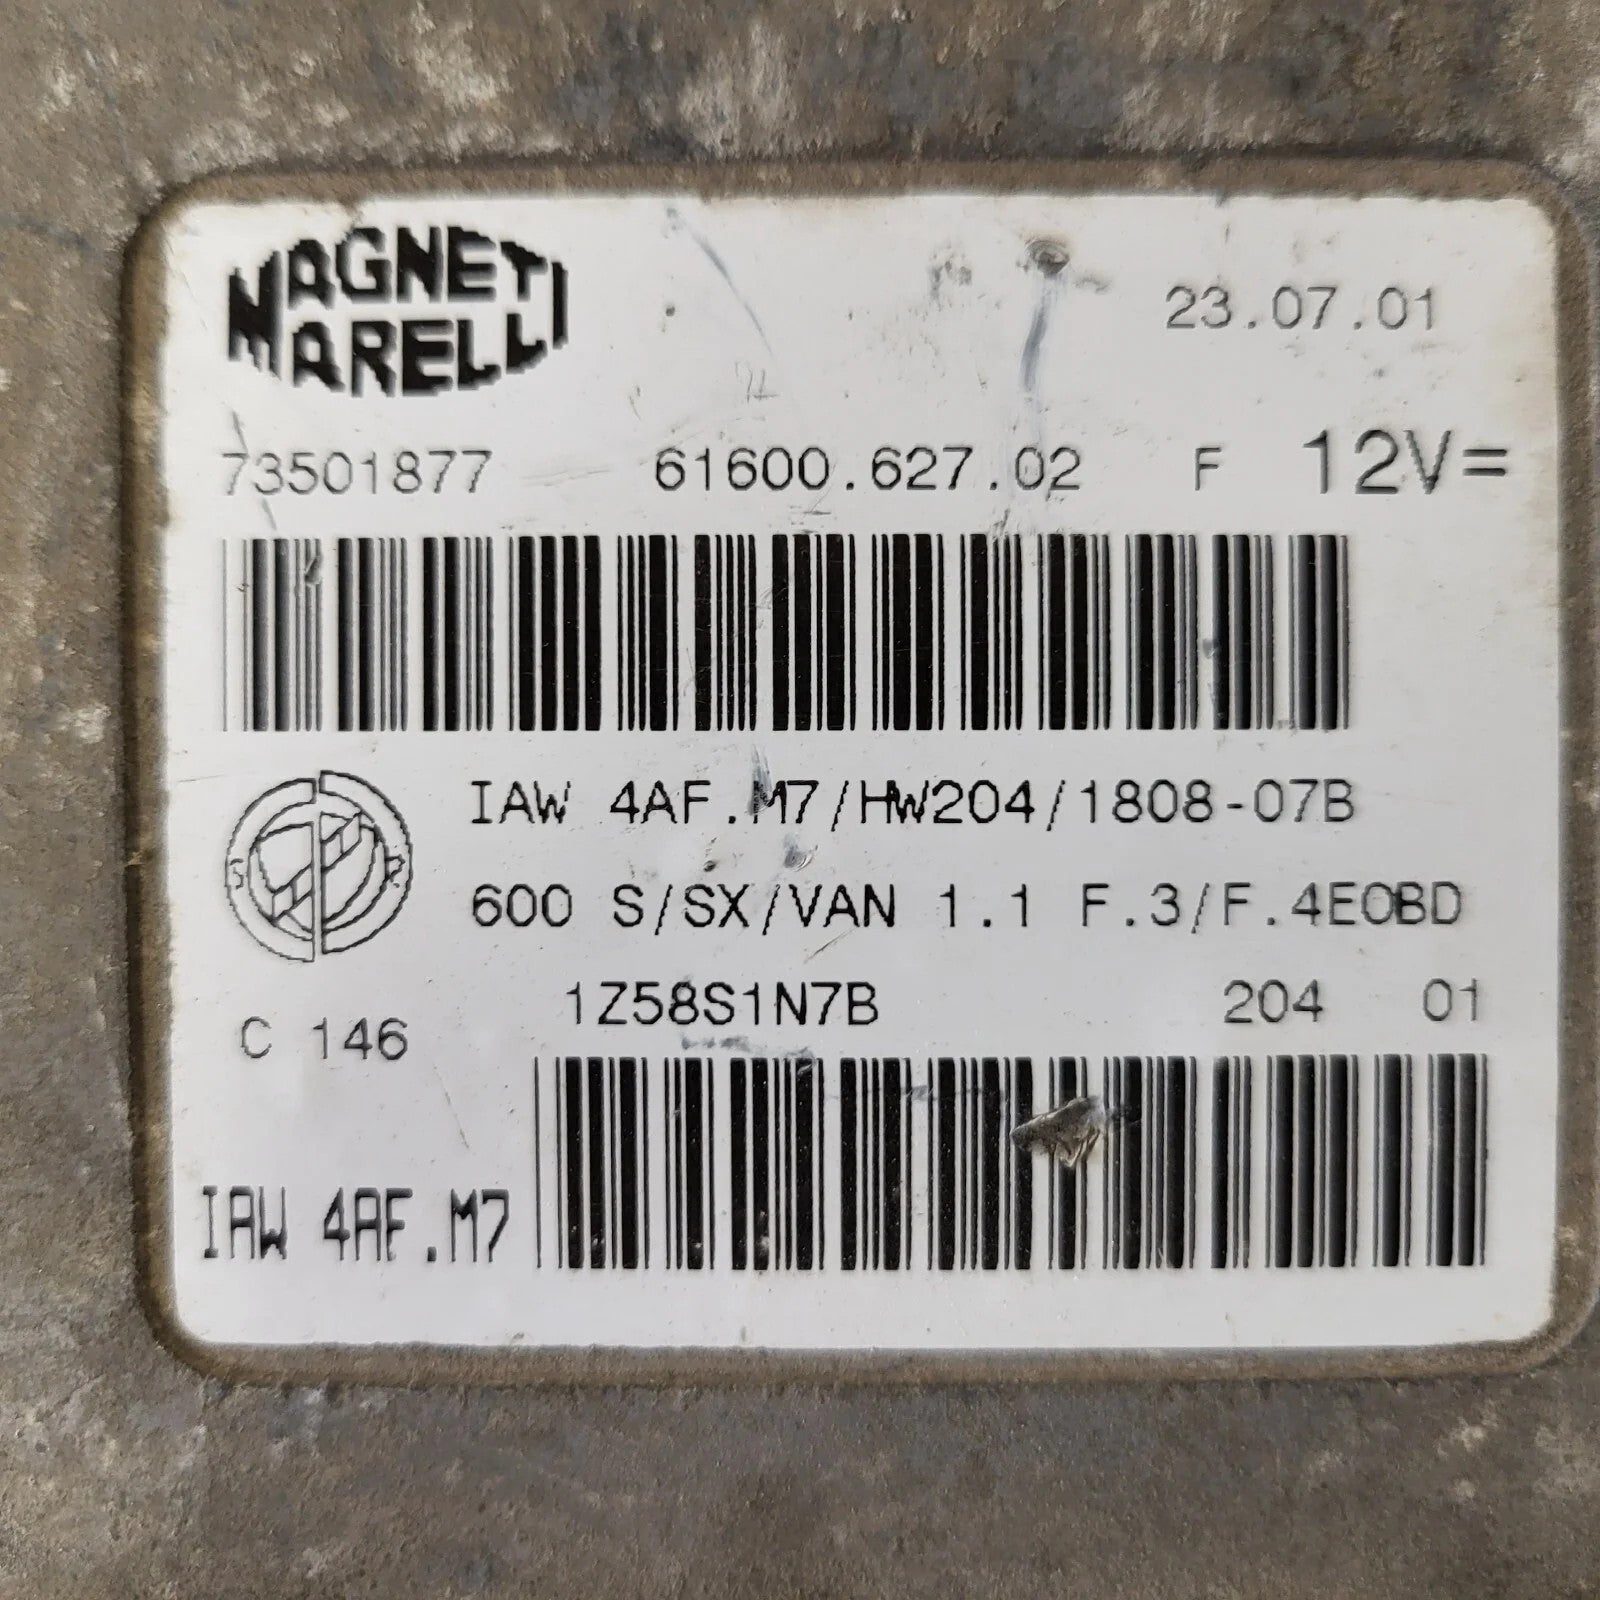 MAGNETI
MARELLI
23.07.01
73501877 61600.627.02 F 12V=
IAW 4AF.M7/HW204/1808-07B
600 S/SX/VAN 1.1 F.3/F.4EOBD
1Z58S1N7B 204 01
C 146
IAW 4AF.M7